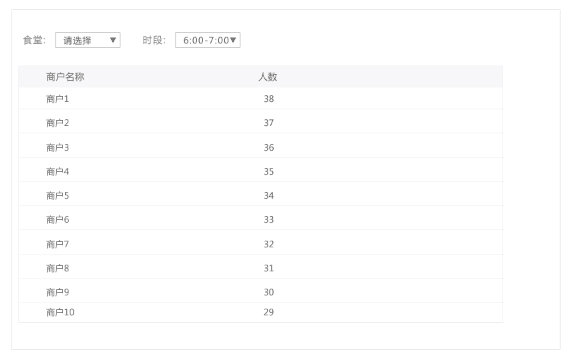 食堂: 请选择 ▼ 时段: 6:00-7:00▼
商户名称 人数
商户1 38
商户2 37
商户3 36
商户4 35
商户5 34
商户6 33
商户7 32
商户8 31
商户9 30
商户10 29